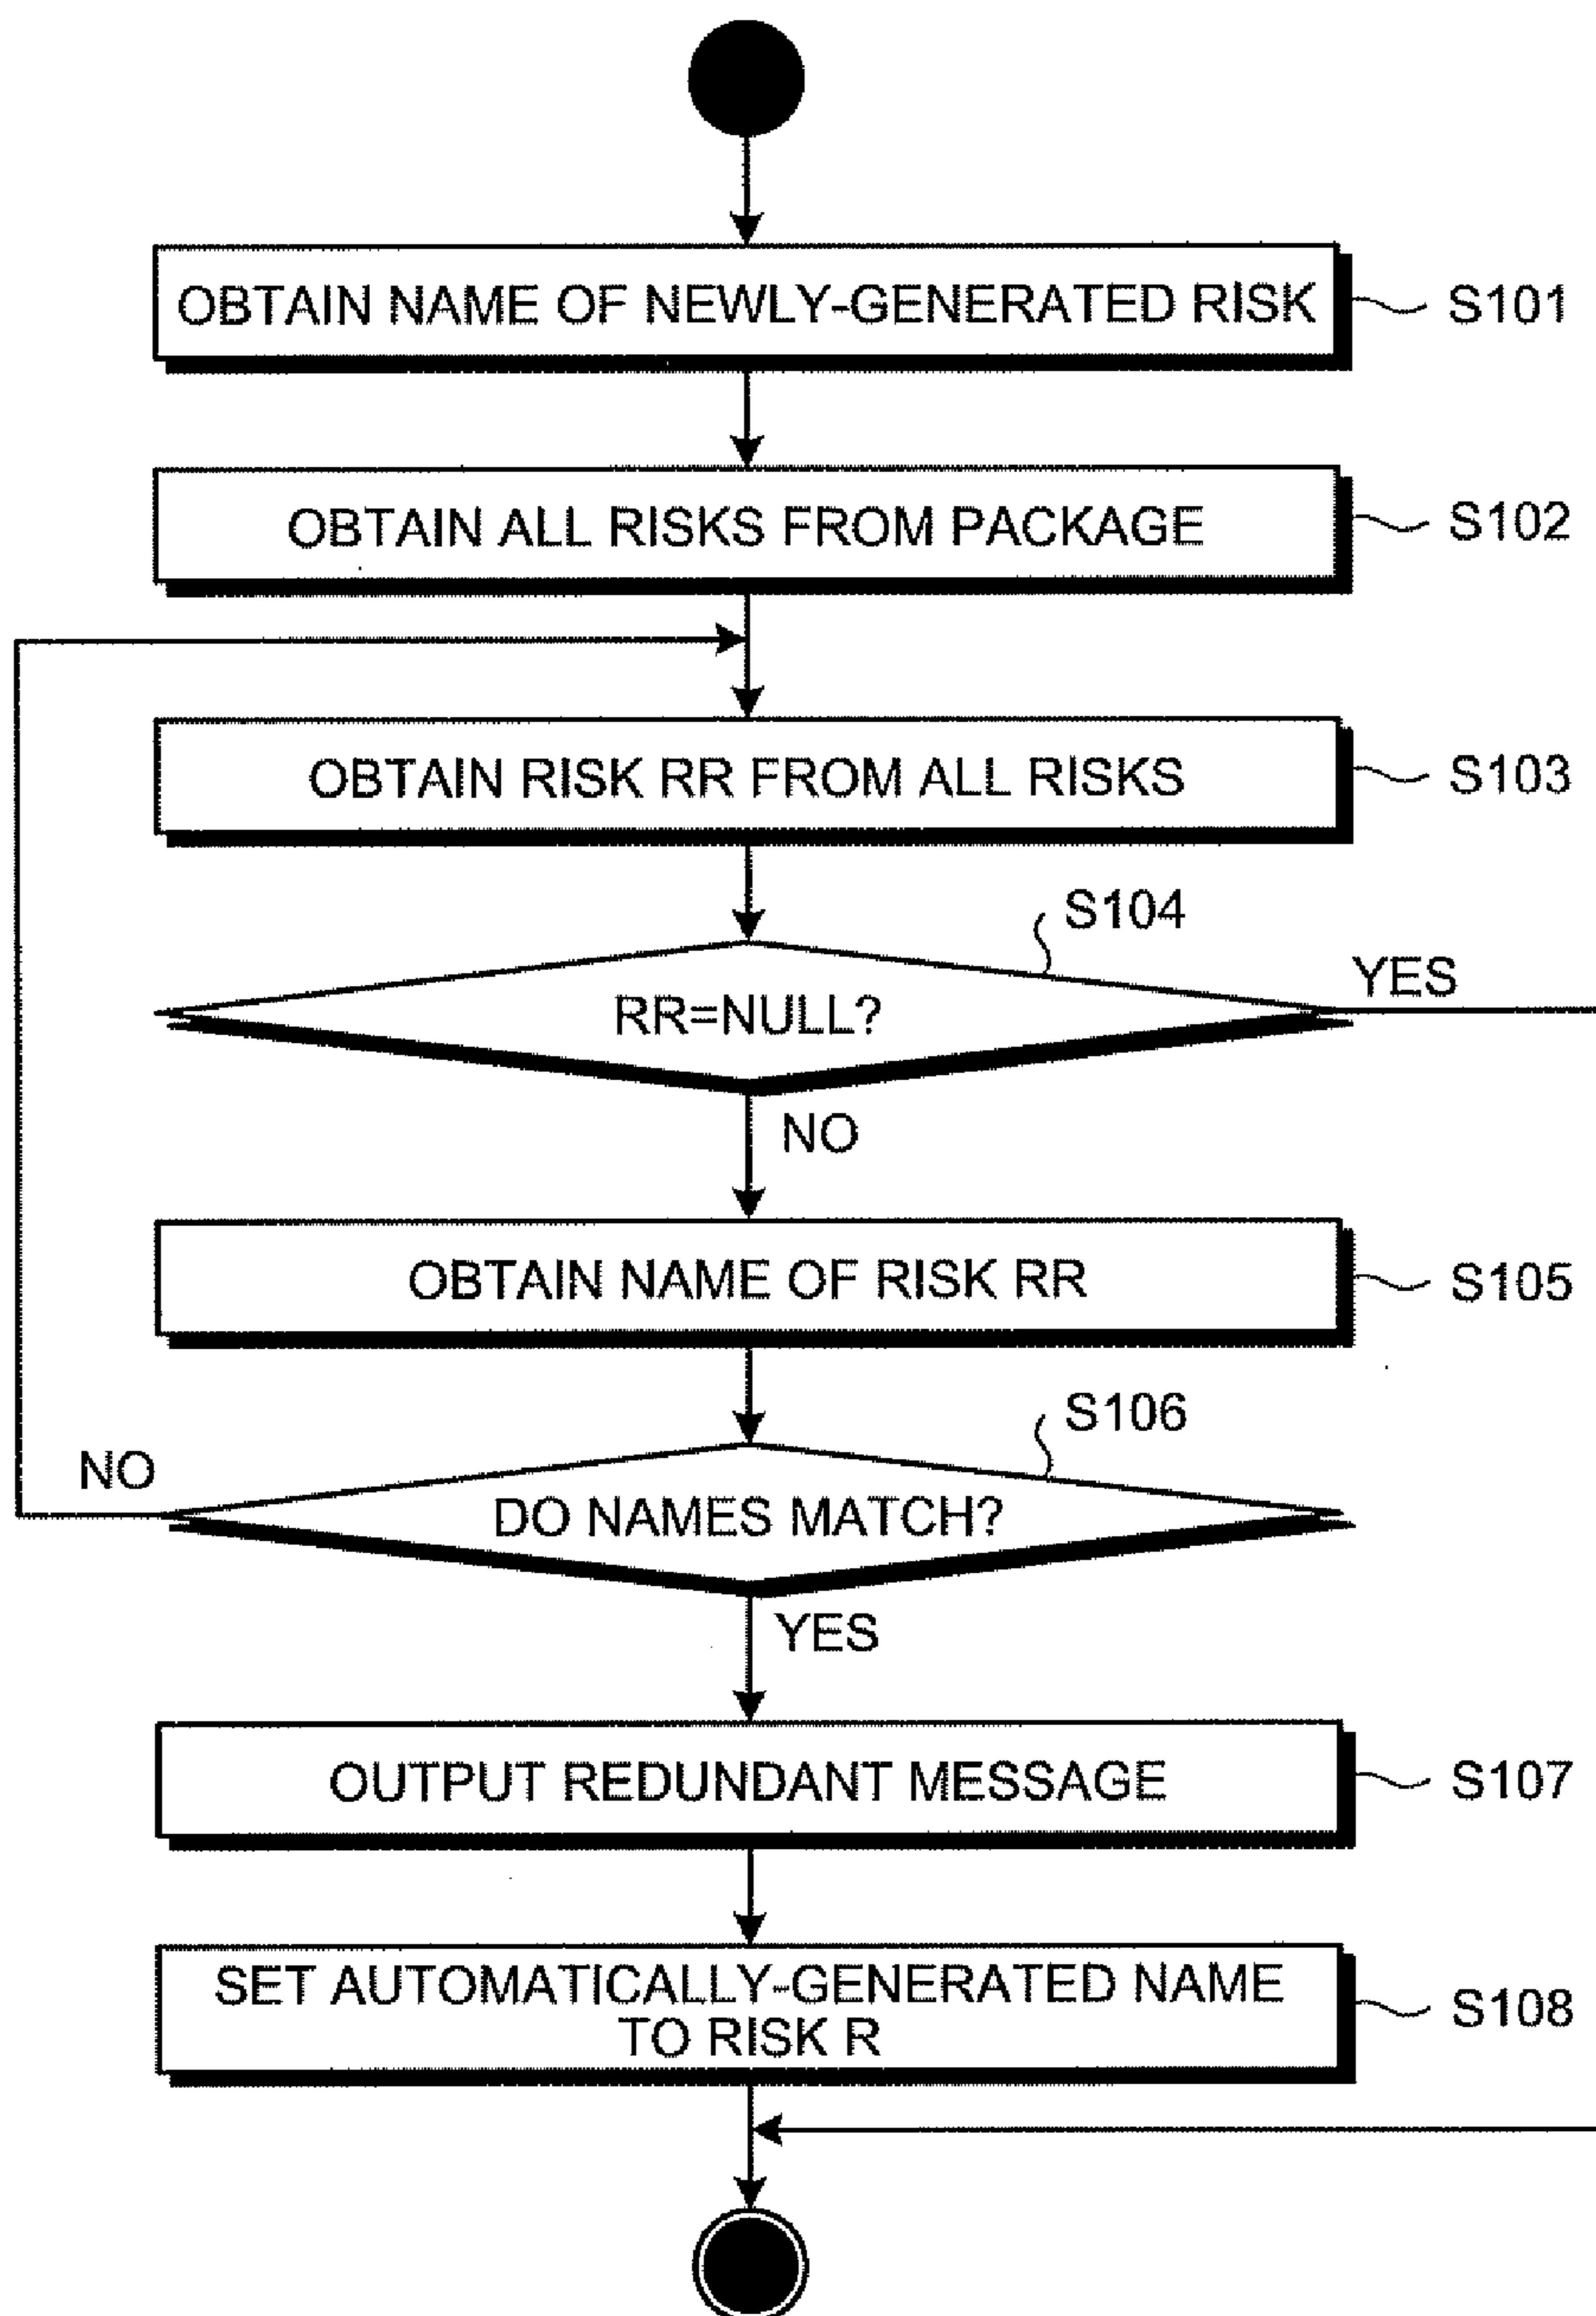 OBTAIN NAME OF NEWLY-GENERATED RISK
S101
OBTAIN ALL RISKS FROM PACKAGE
S102
OBTAIN RISK RR FROM ALL RISKS
S103
S104
RR=NULL?
YES
NO
OBTAIN NAME OF RISK RR
S105
S106
DO NAMES MATCH?
NO
YES
OUTPUT REDUNDANT MESSAGE
S107
SET AUTOMATICALLY-GENERATED NAME
TO RISK R
S108